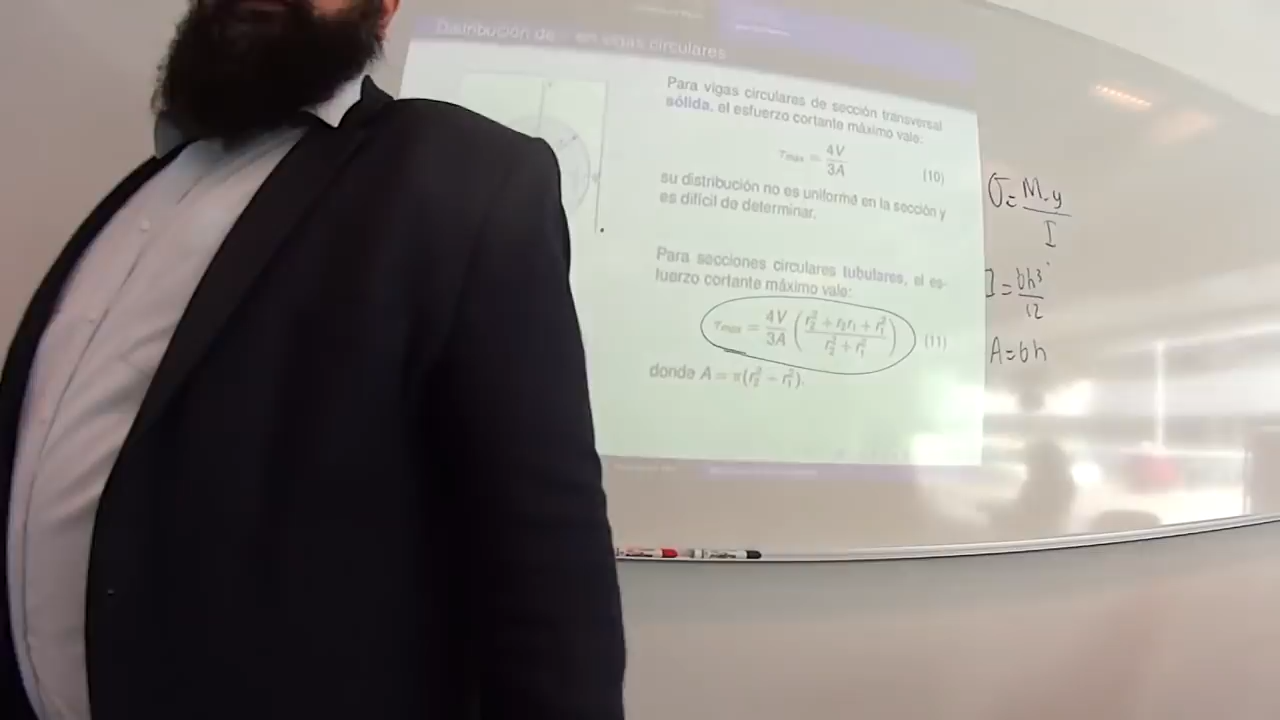 Distribución de τ en vigas circulares
Para vigas circulares de sección transversal
sólida, el esfuerzo cortante máximo vale:
τmax = 4V/3A (10)
su distribución no es uniforme en la sección y
es difícil de determinar.
Para secciones circulares tubulares, el es-
fuerzo cortante máximo vale:
τmax = 4V/3A ( r₂² + r₂r₁ + r₁² / r₂² + r₁² ) (11)
donde A = π(r₂² − r₁²).
σ = M.y/I
I = bh³/12
A = bh